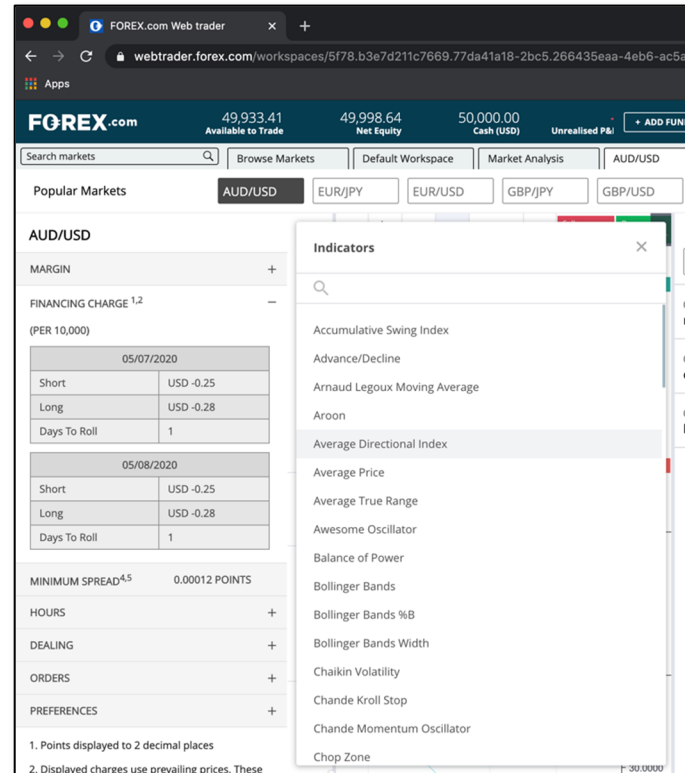 FOREX.com Web trader × +
webtrader.forex.com/workspaces/5f78.b3e7d211c7669.77da41a18-2bc5.266435eaa-4eb6-ac5a
Apps
FOREX.com
49,933.41
Available to Trade
49,998.64
Net Equity
50,000.00
Cash (USD)
Unrealised P&
+ ADD FUN
Search markets
Browse Markets
Default Workspace
Market Analysis
AUD/USD
Popular Markets
AUD/USD
EUR/JPY
EUR/USD
GBP/JPY
GBP/USD
AUD/USD
MARGIN +
FINANCING CHARGE 1,2 −
(PER 10,000)
05/07/2020
Short USD -0.25
Long USD -0.28
Days To Roll 1
05/08/2020
Short USD -0.25
Long USD -0.28
Days To Roll 1
MINIMUM SPREAD4,5 0.00012 POINTS
HOURS +
DEALING +
ORDERS +
PREFERENCES +
1. Points displayed to 2 decimal places
2. Displayed charges use prevailing prices. These
Indicators ×
Accumulative Swing Index
Advance/Decline
Arnaud Legoux Moving Average
Aroon
Average Directional Index
Average Price
Average True Range
Awesome Oscillator
Balance of Power
Bollinger Bands
Bollinger Bands %B
Bollinger Bands Width
Chaikin Volatility
Chande Kroll Stop
Chande Momentum Oscillator
Chop Zone
30.0000